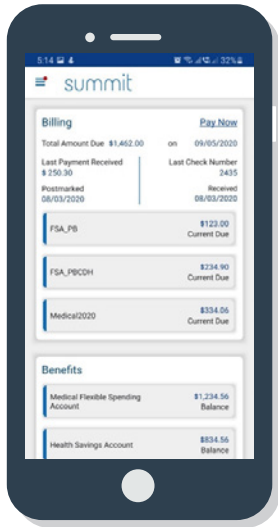 5:14 32%
summit
Billing Pay Now
Total Amount Due $1,462.00 on 09/05/2020
Last Payment Received Last Check Number
$ 250.30 2435
Postmarked Received
08/03/2020 08/03/2020
FSA_PB $123.00
Current Due
FSA_PBCDH $234.90
Current Due
Medical2020 $334.06
Current Due
Benefits
Medical Flexible Spending $1,234.56
Account Balance
Health Savings Account $834.56
Balance